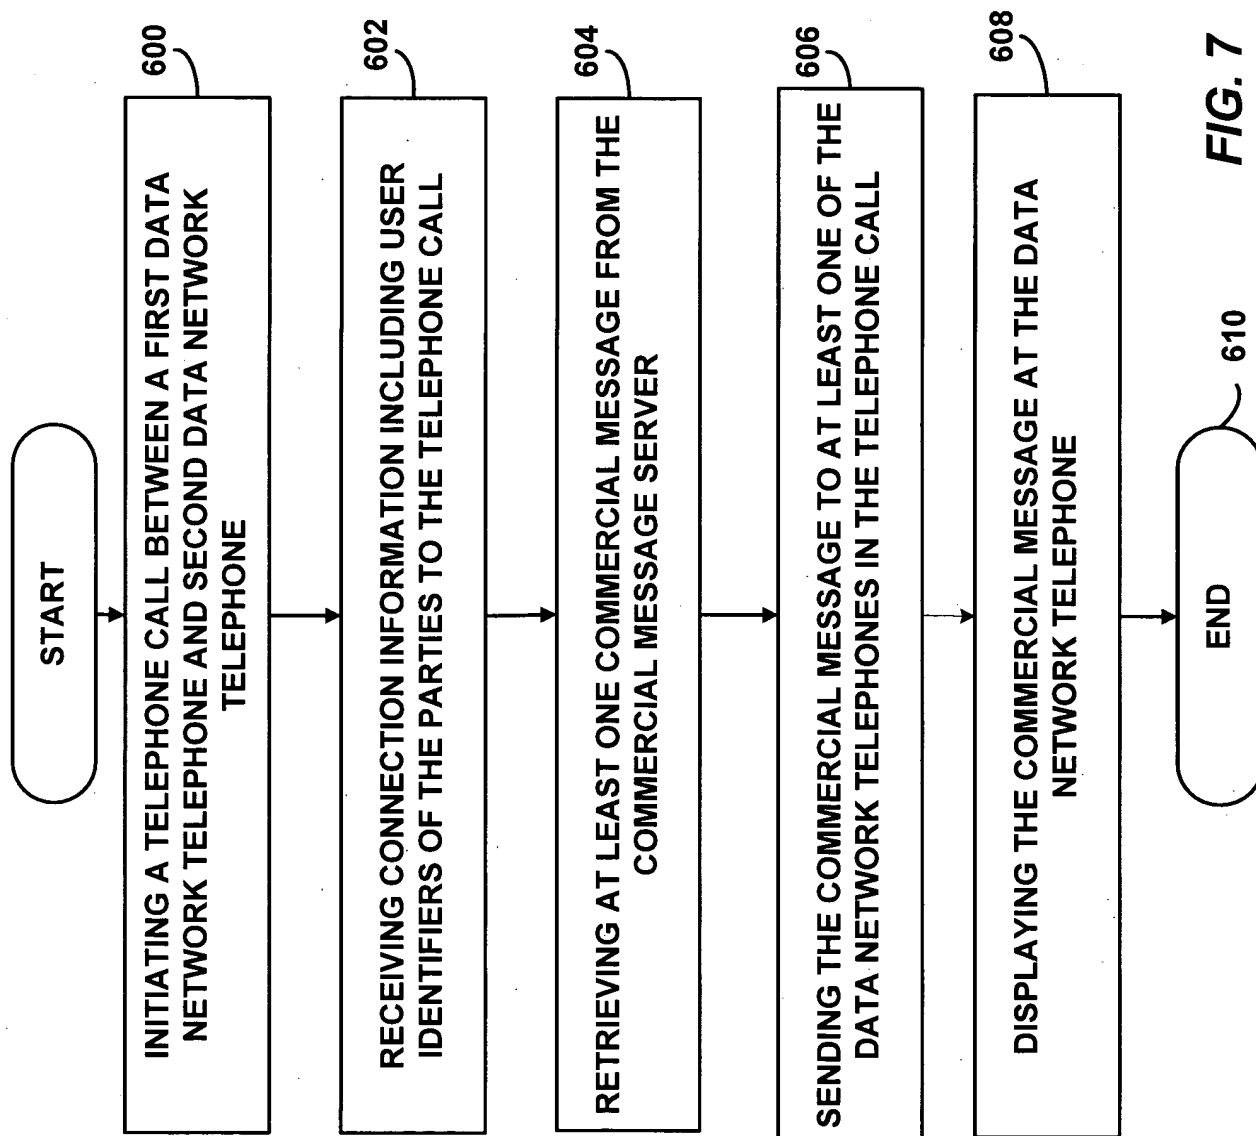 START
600
INITIATING A TELEPHONE CALL BETWEEN A FIRST DATA
NETWORK TELEPHONE AND SECOND DATA NETWORK
TELEPHONE
602
RECEIVING CONNECTION INFORMATION INCLUDING USER
IDENTIFIERS OF THE PARTIES TO THE TELEPHONE CALL
604
RETRIEVING AT LEAST ONE COMMERCIAL MESSAGE FROM THE
COMMERCIAL MESSAGE SERVER
606
SENDING THE COMMERCIAL MESSAGE TO AT LEAST ONE OF THE
DATA NETWORK TELEPHONES IN THE TELEPHONE CALL
608
DISPLAYING THE COMMERCIAL MESSAGE AT THE DATA
NETWORK TELEPHONE
610
END
FIG. 7